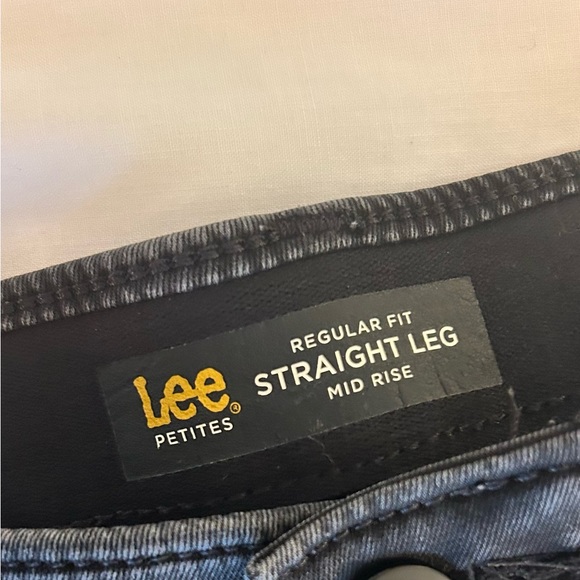 Lee®
PETITES
REGULAR FIT
STRAIGHT LEG
MID RISE